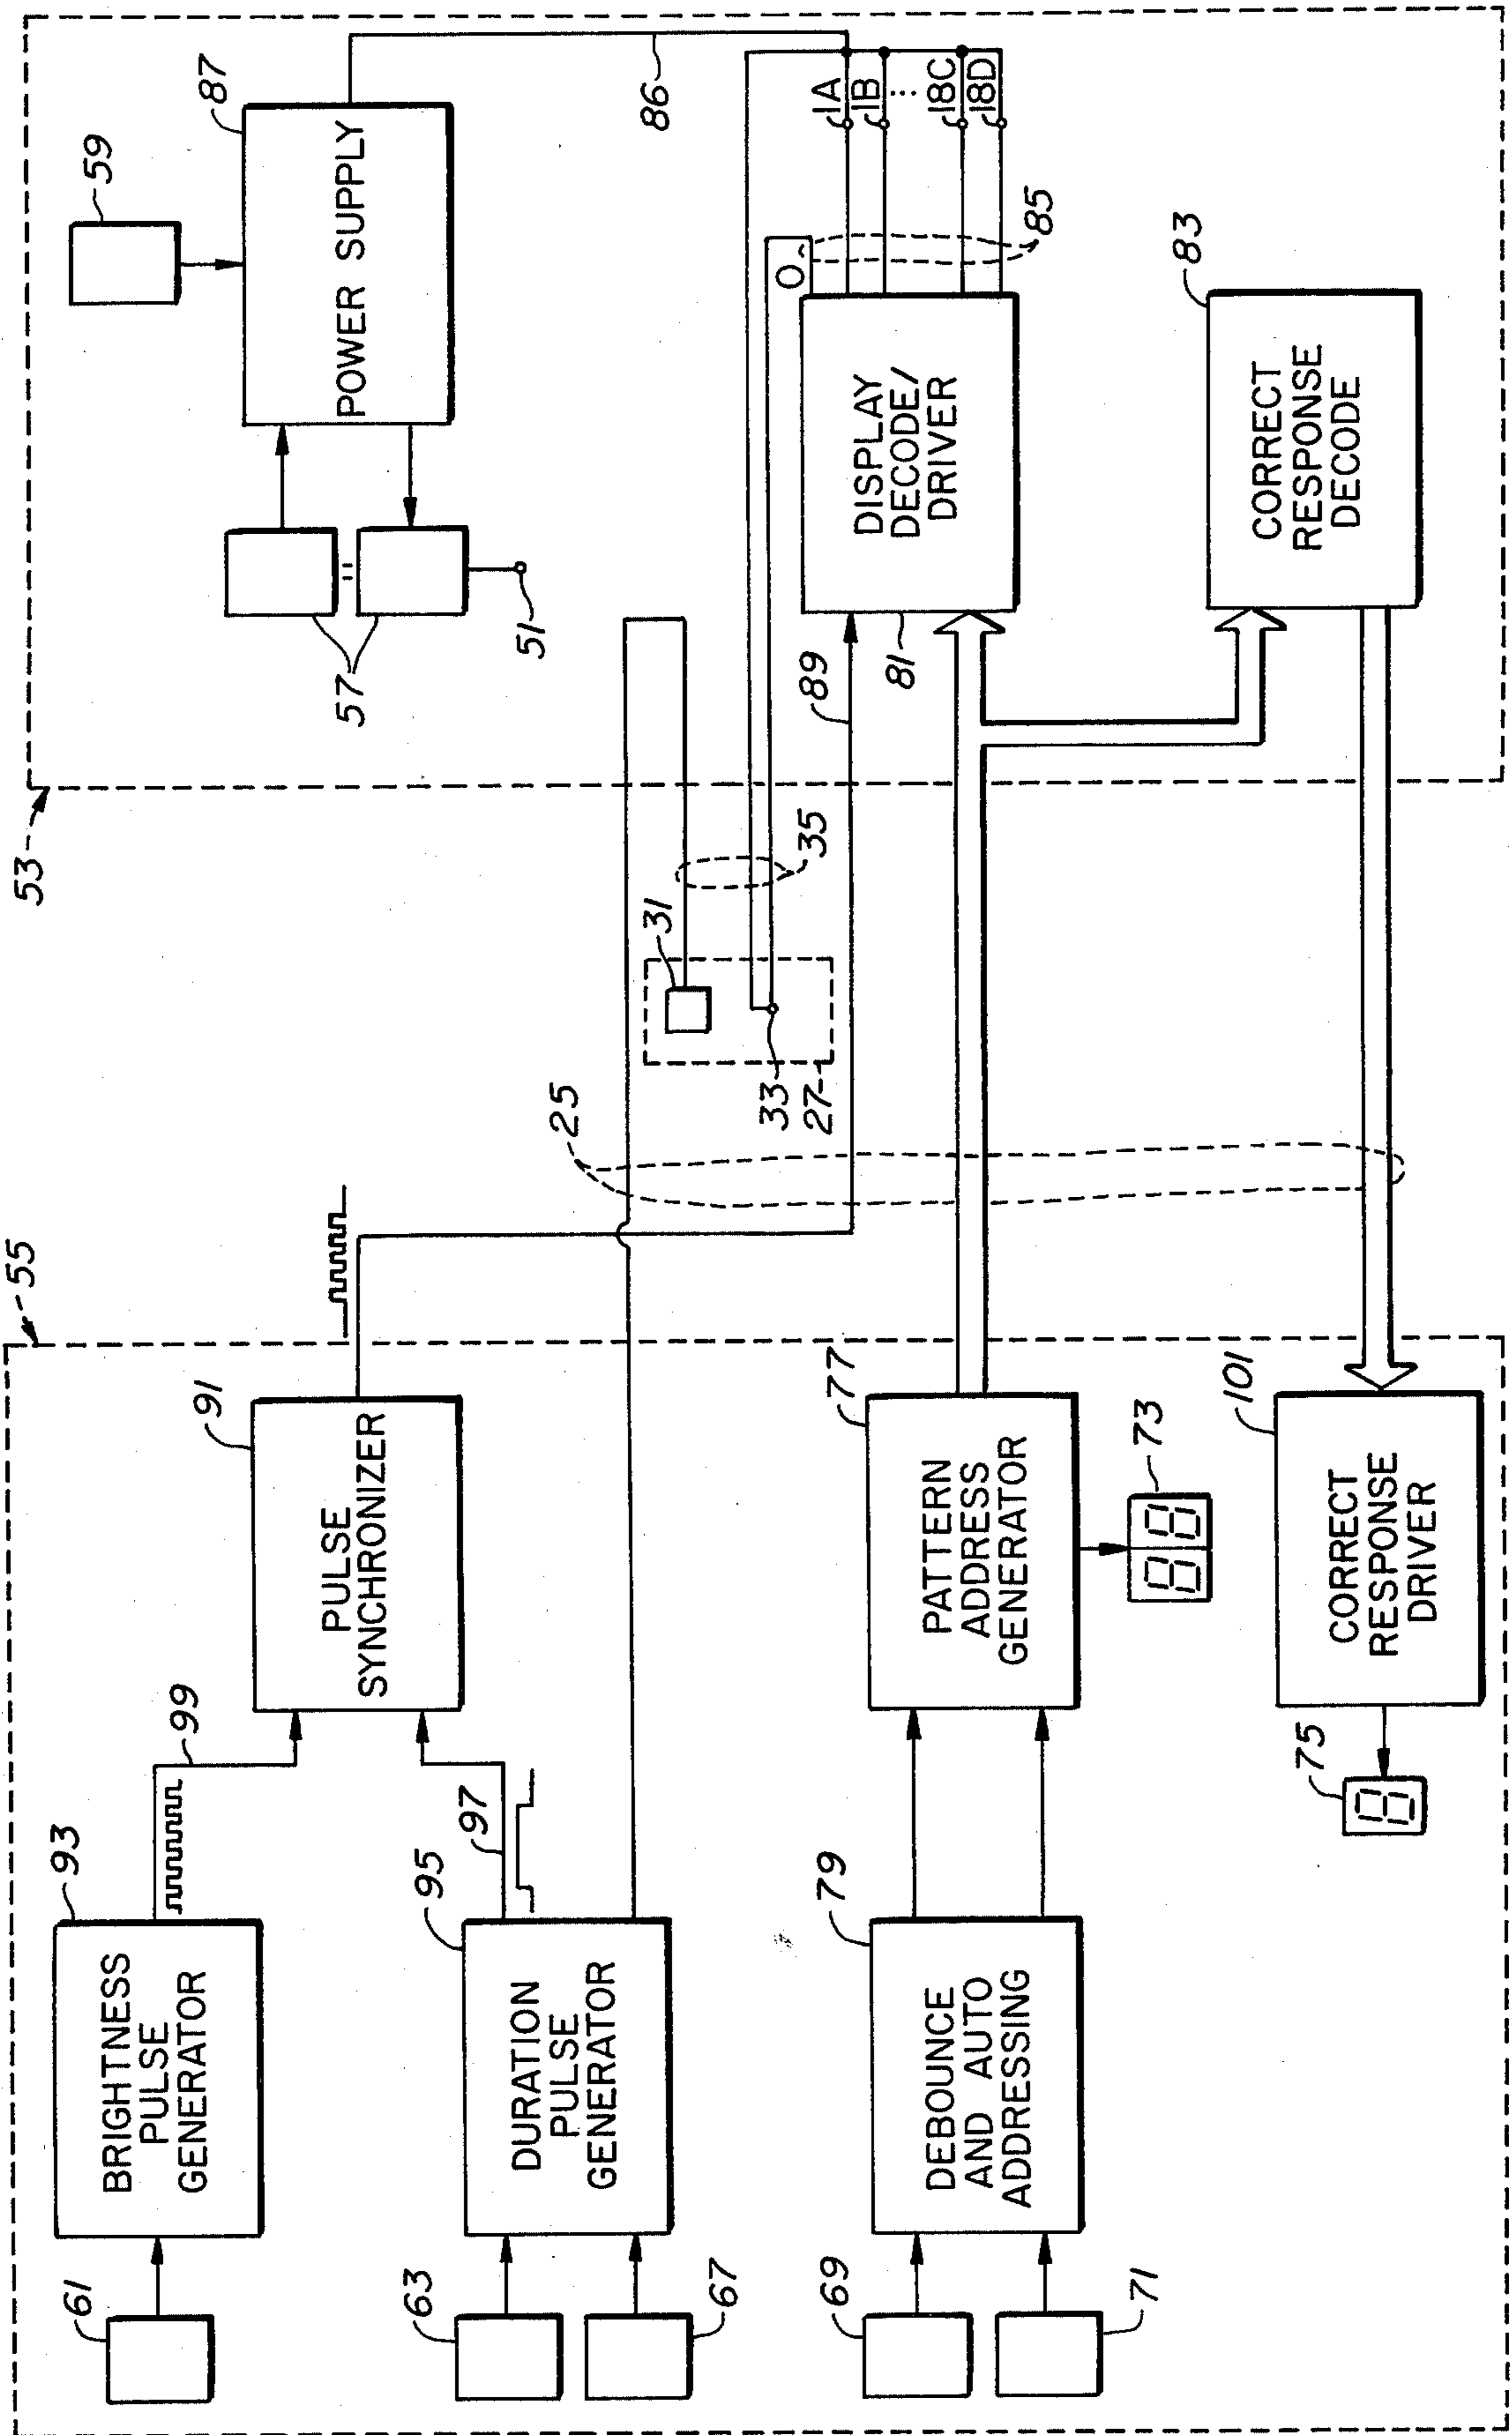 55
53
61
93
BRIGHTNESS
PULSE
GENERATOR
99
91
PULSE
SYNCHRONIZER
57
51
59
87
POWER SUPPLY
86
63
67
95
DURATION
PULSE
GENERATOR
97
25
31
33
27
35
89
69
71
79
DEBOUNCE
AND AUTO
ADDRESSING
77
PATTERN
ADDRESS
GENERATOR
73
88
81
DISPLAY
DECODE/
DRIVER
0
85
1A
1B
18C
18D
75
8
101
CORRECT
RESPONSE
DRIVER
83
CORRECT
RESPONSE
DECODE